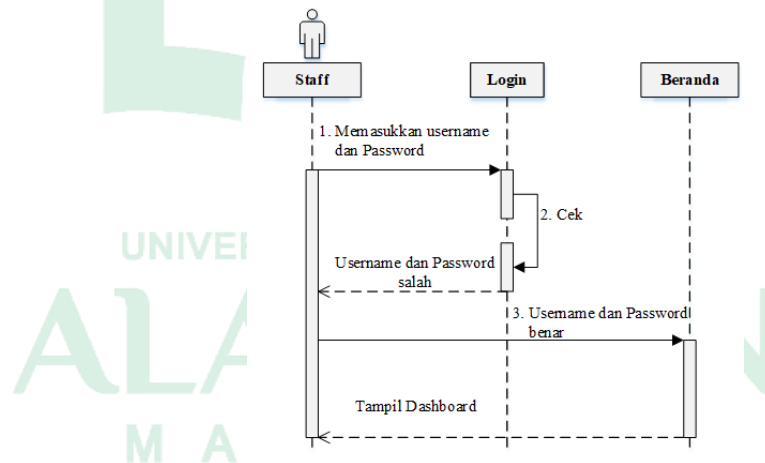 Staff
Login
Beranda
1. Memasukkan username
dan Password
2. Cek
Username dan Password
salah
3. Username dan Password
benar
Tampil Dashboard
UNIVE
ALA
M A